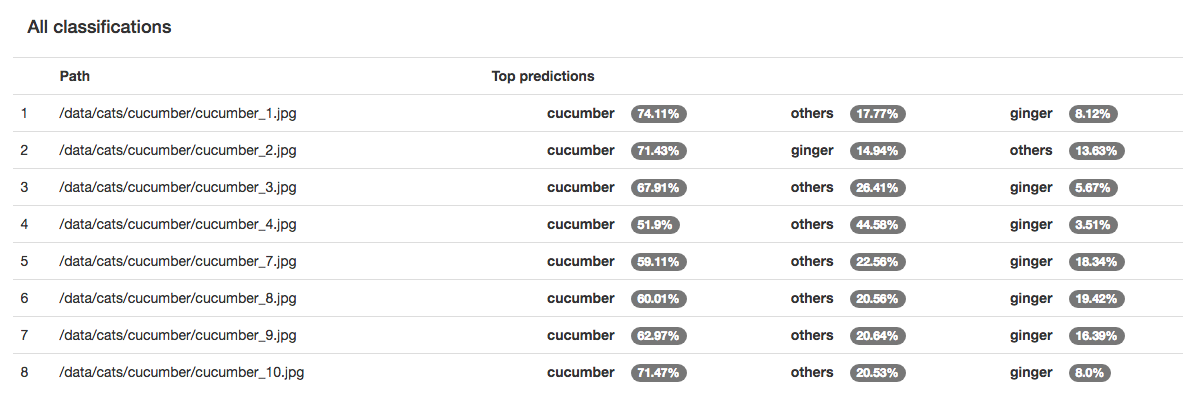 All classifications
Path Top predictions
1 /data/cats/cucumber/cucumber_1.jpg cucumber 74.11% others 17.77% ginger 8.12%
2 /data/cats/cucumber/cucumber_2.jpg cucumber 71.43% ginger 14.94% others 13.63%
3 /data/cats/cucumber/cucumber_3.jpg cucumber 67.91% others 26.41% ginger 5.67%
4 /data/cats/cucumber/cucumber_4.jpg cucumber 51.9% others 44.58% ginger 3.51%
5 /data/cats/cucumber/cucumber_7.jpg cucumber 59.11% others 22.56% ginger 18.34%
6 /data/cats/cucumber/cucumber_8.jpg cucumber 60.01% others 20.56% ginger 19.42%
7 /data/cats/cucumber/cucumber_9.jpg cucumber 62.97% others 20.64% ginger 16.39%
8 /data/cats/cucumber/cucumber_10.jpg cucumber 71.47% others 20.53% ginger 8.0%